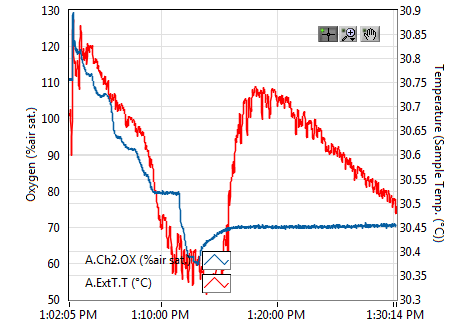 130
120
110
100
90
80
70
60
50
Oxygen (%air sat.)
30.9
30.85
30.8
30.75
30.7
30.65
30.6
30.55
30.5
30.45
30.4
30.35
30.3
Temperature (Sample Temp. (°C))
A.Ch2.OX (%air sat.)
A.ExtT.T (°C)
1:02:05 PM
1:10:00 PM
1:20:00 PM
1:30:14 PM